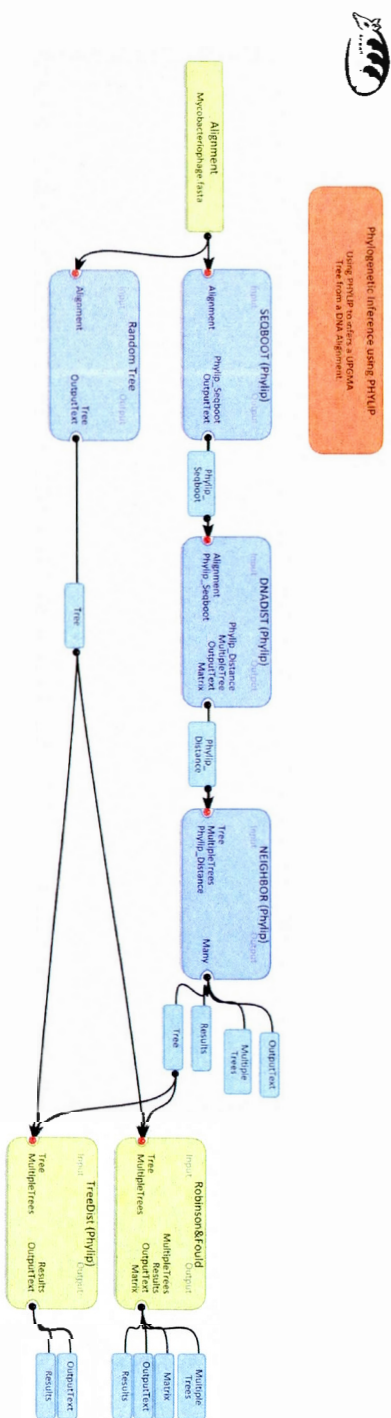 Phylogenetic Inference using PHYLIP
Using PHYLIP to infers a UPGMA
Tree from a DNA Alignment
Alignment
Mycobacteriophage.fasta
SEQBOOT (Phylip)
Input
Alignment
Phylip_Seqboot
OutputText
Phylip_
Seqboot
DNADIST (Phylip)
Input
Output
Alignment
Phylip_Seqboot
Phylip_Distance
MultipleTree
OutputText
Matrix
Phylip_
Distance
NEIGHBOR (Phylip)
Input
Output
Tree
MultipleTrees
Phylip_Distance
Many
OutputText
Multiple
Trees
Results
Tree
Random Tree
Input
Output
Alignment
Tree
OutputText
Tree
Robinson&Fould
Input
Output
Tree
MultipleTrees
MultipleTrees
Results
OutputText
Matrix
Multiple
Trees
Matrix
OutputText
Results
TreeDist (Phylip)
Input
Output
Tree
MultipleTrees
Results
OutputText
OutputText
Results